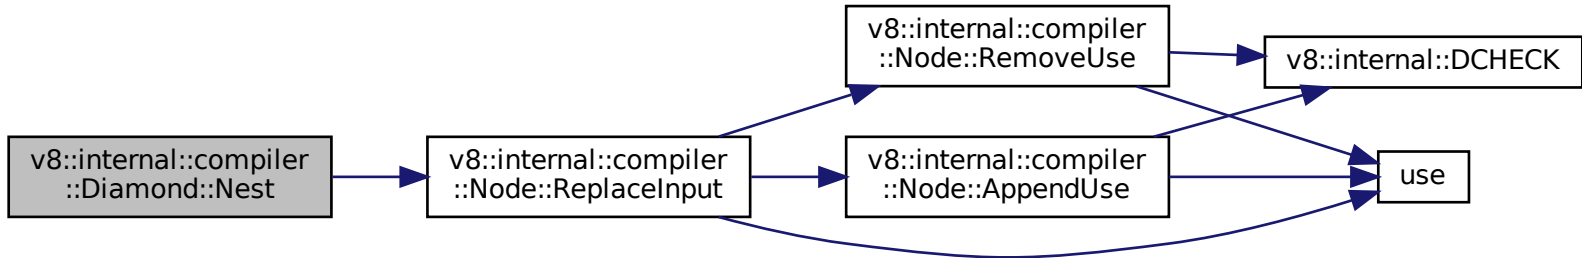 v8::internal::compiler
::Diamond::Nest
v8::internal::compiler
::Node::ReplaceInput
v8::internal::compiler
::Node::RemoveUse
v8::internal::compiler
::Node::AppendUse
v8::internal::DCHECK
use